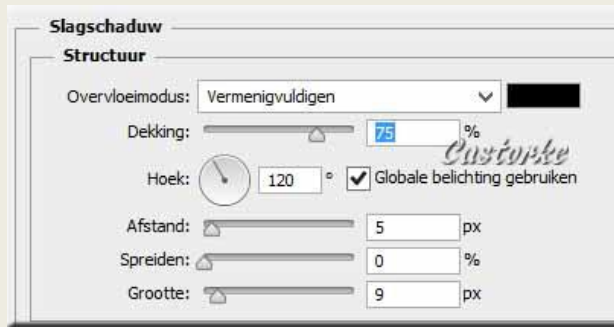 Slagschaduw
Structuur
Overvloeimodus: Vermenigvuldigen
Dekking: 75 %
Castorke
Hoek: 120 ° Globale belichting gebruiken
Afstand: 5 px
Spreiden: 0 %
Grootte: 9 px